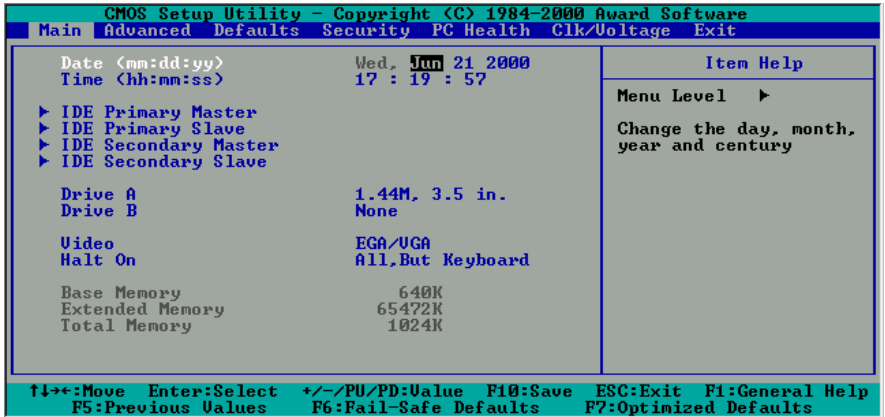 CMOS Setup Utility - Copyright (C) 1984-2000 Award Software
Main Advanced Defaults Security PC Health Clk/Voltage Exit
Date (mm:dd:yy) Wed, Jun 21 2000
Time (hh:mm:ss) 17 : 19 : 57
IDE Primary Master
IDE Primary Slave
IDE Secondary Master
IDE Secondary Slave
Drive A 1.44M, 3.5 in.
Drive B None
Video EGA/VGA
Halt On All,But Keyboard
Base Memory 640K
Extended Memory 65472K
Total Memory 1024K
Item Help
Menu Level
Change the day, month,
year and century
↑↓→←:Move Enter:Select +/-/PU/PD:Value F10:Save ESC:Exit F1:General Help
F5:Previous Values F6:Fail-Safe Defaults F7:Optimized Defaults